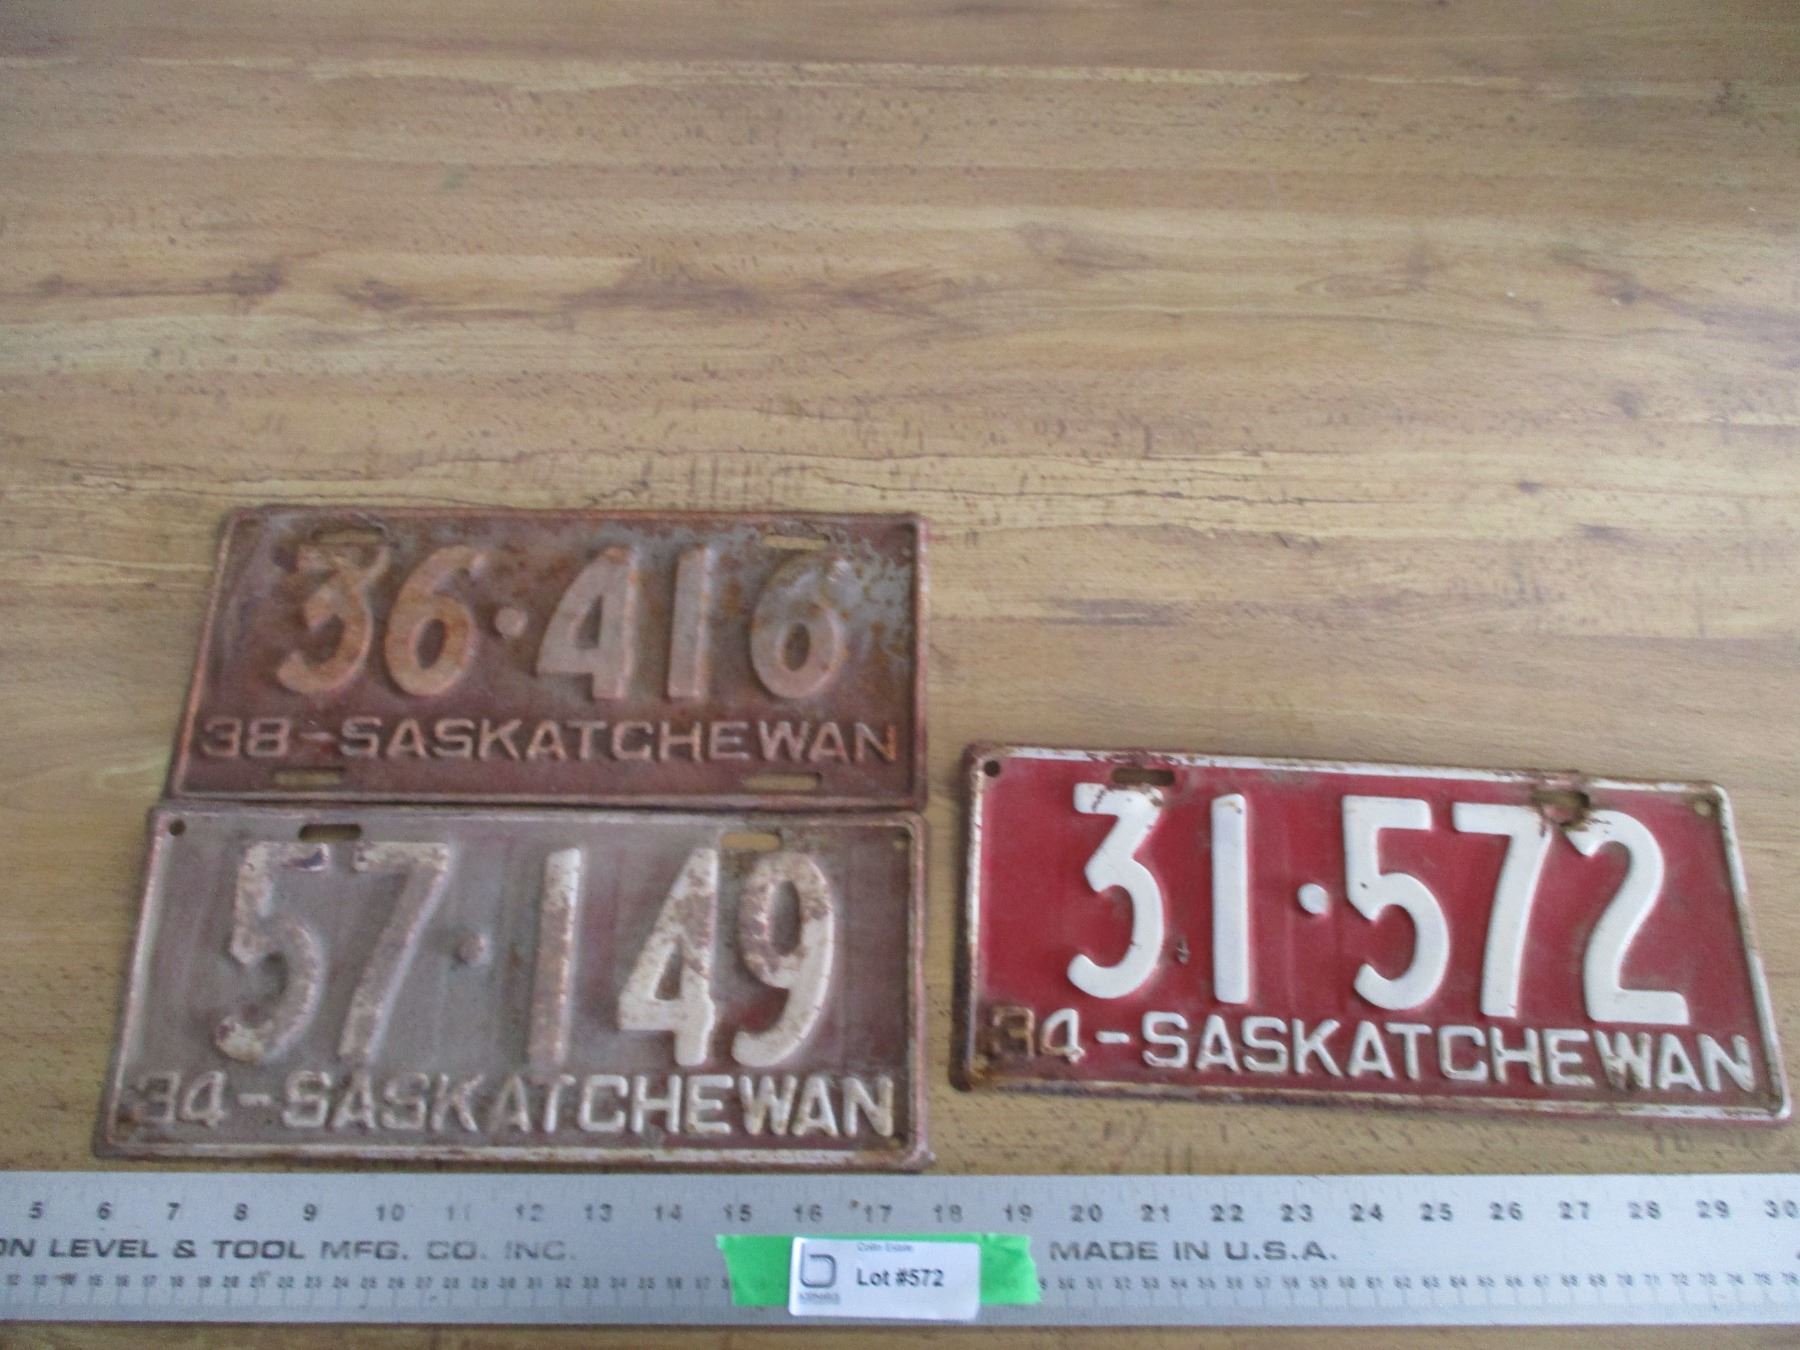 36·416
38-SASKATCHEWAN
57·149
34-SASKATCHEWAN
31·572
34-SASKATCHEWAN
5 6 7 8 9 10 11 12 13 14 15 16 17 18 19 20 21 22 23 24 25 26 27 28 29 30
ON LEVEL & TOOL MFG. CO. INC.
MADE IN U.S.A.
Lot #572